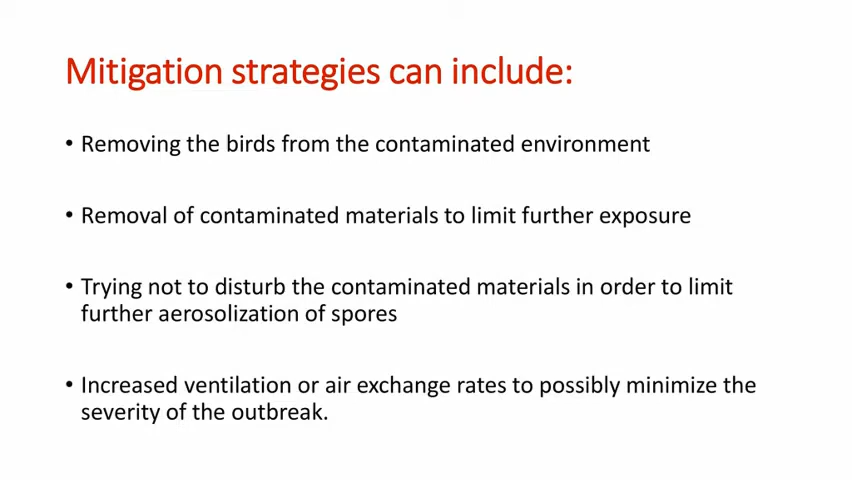 Mitigation strategies can include:
• Removing the birds from the contaminated environment
• Removal of contaminated materials to limit further exposure
• Trying not to disturb the contaminated materials in order to limit
further aerosolization of spores
• Increased ventilation or air exchange rates to possibly minimize the
severity of the outbreak.